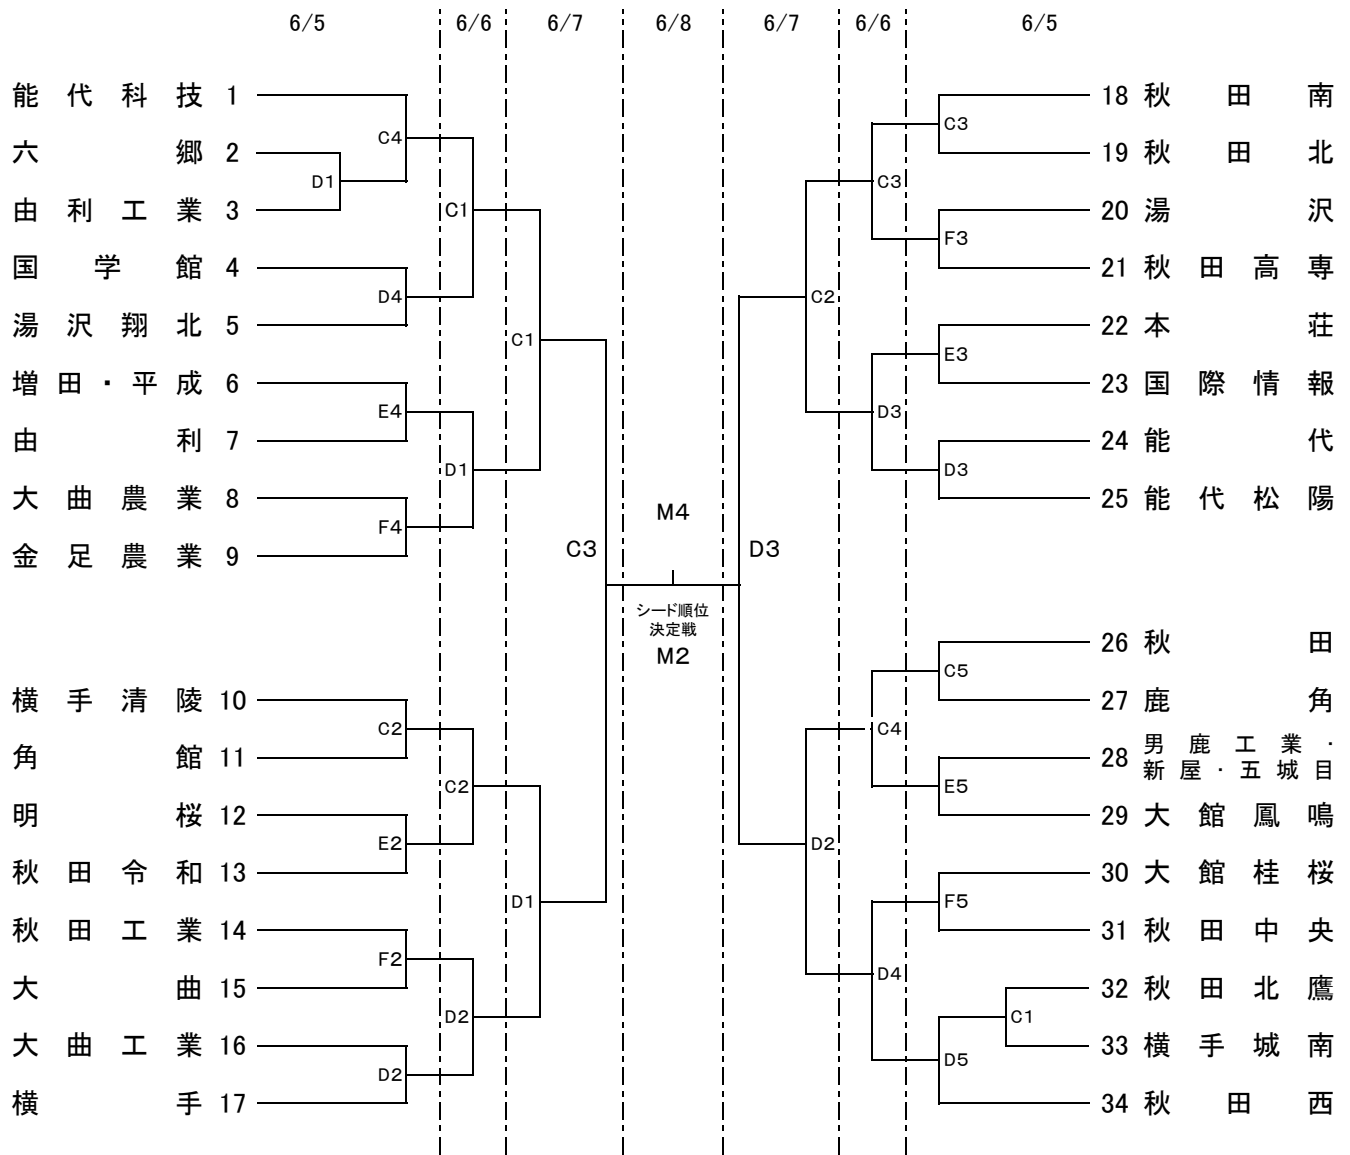 6/5 6/6 6/7 6/8 6/7 6/6 6/5
能代科技 1
六郷 2
由利工業 3
国学館 4
湯沢翔北 5
増田・平成 6
由利 7
大曲農業 8
金足農業 9
横手清陵 10
角館 11
明桜 12
秋田令和 13
秋田工業 14
大曲 15
大曲工業 16
横手 17
C4
D1
C1
D4
C1
E4
D1
F4
C3
C2
C2
E2
D1
F2
D2
D2
M4
シード順位
決定戦
M2
D3
C3
C3
F3
C2
E3
D3
D3
C5
C4
E5
D2
F5
D4
C1
D5
18 秋田南
19 秋田北
20 湯沢
21 秋田高専
22 本荘
23 国際情報
24 能代
25 能代松陽
26 秋田
27 鹿角
28 男鹿工業・
新屋・五城目
29 大館鳳鳴
30 大館桂桜
31 秋田中央
32 秋田北鷹
33 横手城南
34 秋田西